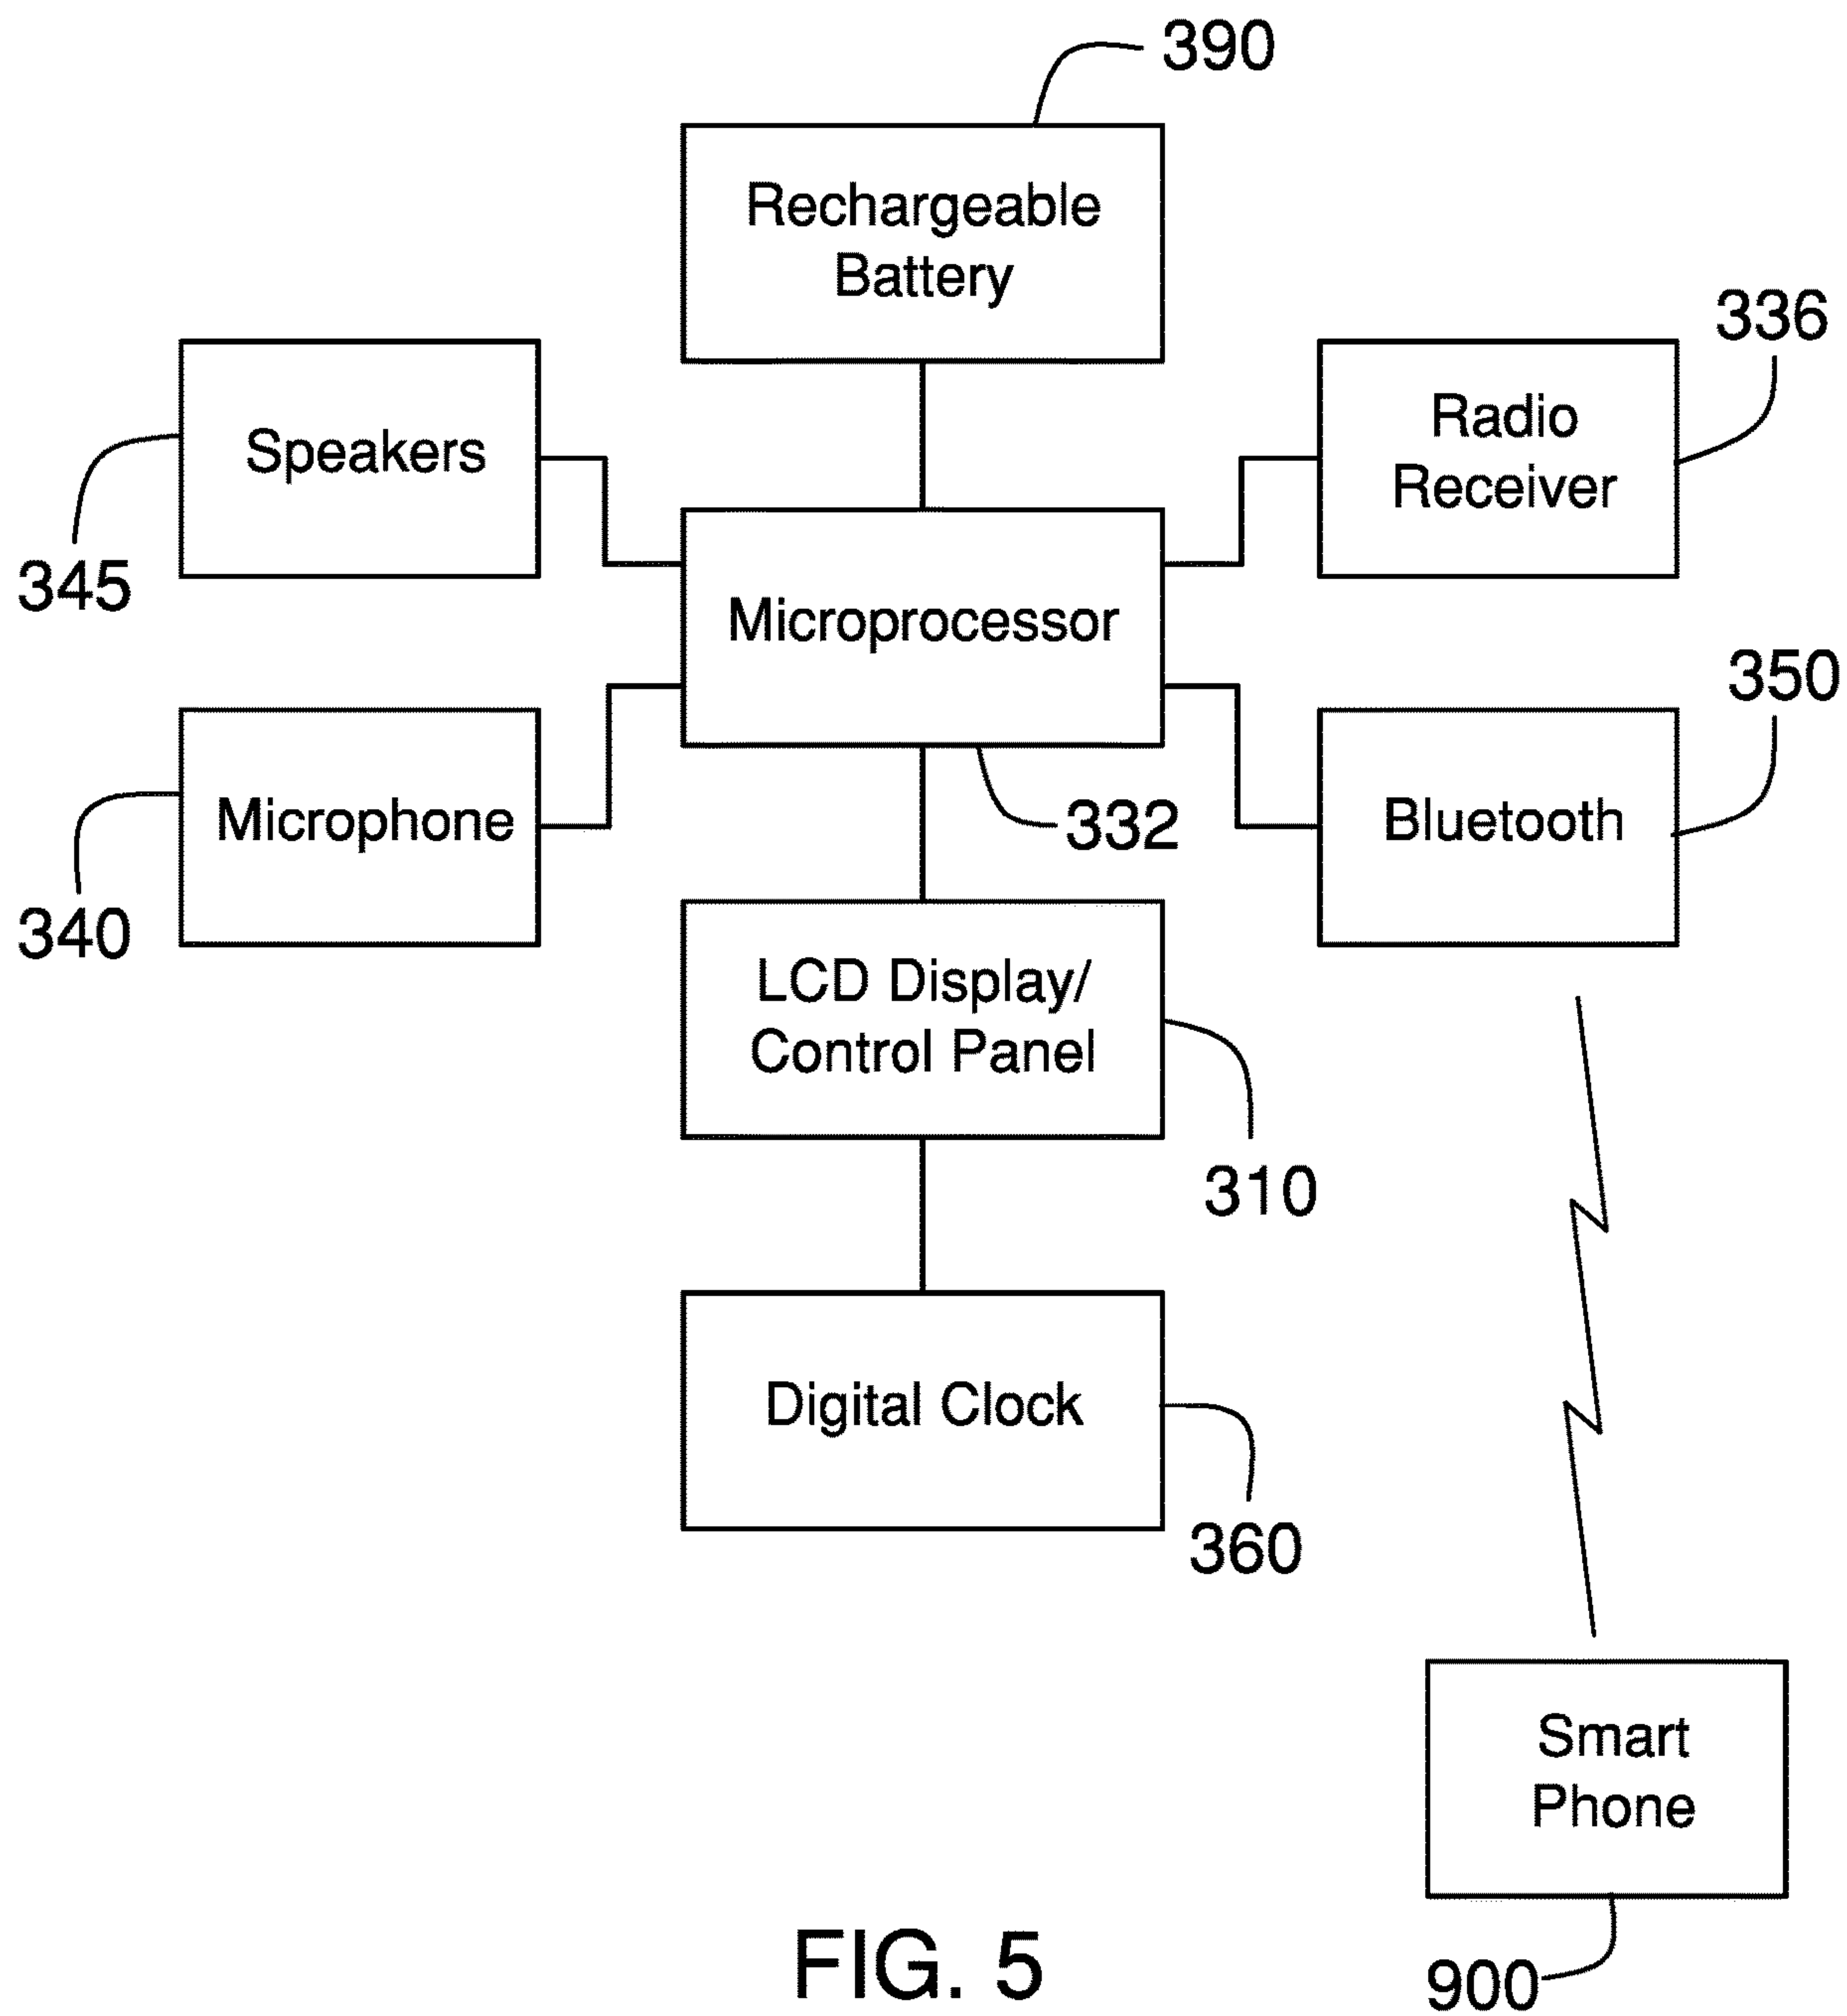 390
Rechargeable
Battery
336
Speakers
Radio
Receiver
345
Microprocessor
350
Microphone
332
Bluetooth
340
LCD Display/
Control Panel
310
Digital Clock
360
Smart
Phone
FIG. 5
900